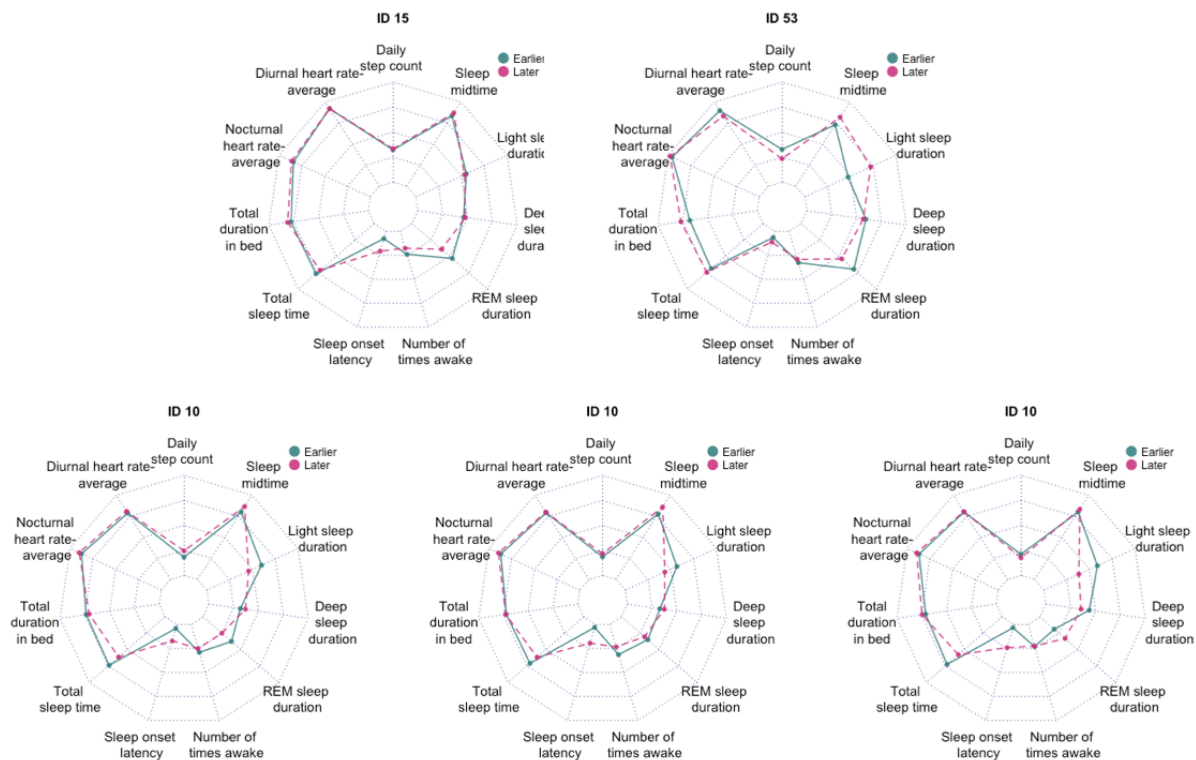 ID 15
Daily
step count
Earlier
Later
Sleep
midtime
Light sle
duratio
Dee
slee
dura
REM sleep
duration
Number of
times awake
Sleep onset
latency
Total
sleep time
Total
duration
in bed
Nocturnal
heart rate-
average
Diurnal heart rate-
average
ID 53
Daily
step count
Earlier
Later
Sleep
midtime
Light sleep
duration
Deep
sleep
duration
REM sleep
duration
Number of
times awake
Sleep onset
latency
Total
sleep time
Total
duration
in bed
Nocturnal
heart rate-
average
Diurnal heart rate-
average
ID 10
Daily
step count
Earlier
Later
Sleep
midtime
Light sleep
duration
Deep
sleep
duration
REM sleep
duration
Number of
times awake
Sleep onset
latency
Total
sleep time
Total
duration
in bed
Nocturnal
heart rate-
average
Diurnal heart rate-
average
ID 10
Daily
step count
Earlier
Later
Sleep
midtime
Light sleep
duration
Deep
sleep
duration
REM sleep
duration
Number of
times awake
Sleep onset
latency
Total
sleep time
Total
duration
in bed
Nocturnal
heart rate-
average
Diurnal heart rate-
average
ID 10
Daily
step count
Earlier
Later
Sleep
midtime
Light sleep
duration
Deep
sleep
duration
REM sleep
duration
Number of
times awake
Sleep onset
latency
Total
sleep time
Total
duration
in bed
Nocturnal
heart rate-
average
Diurnal heart rate-
average